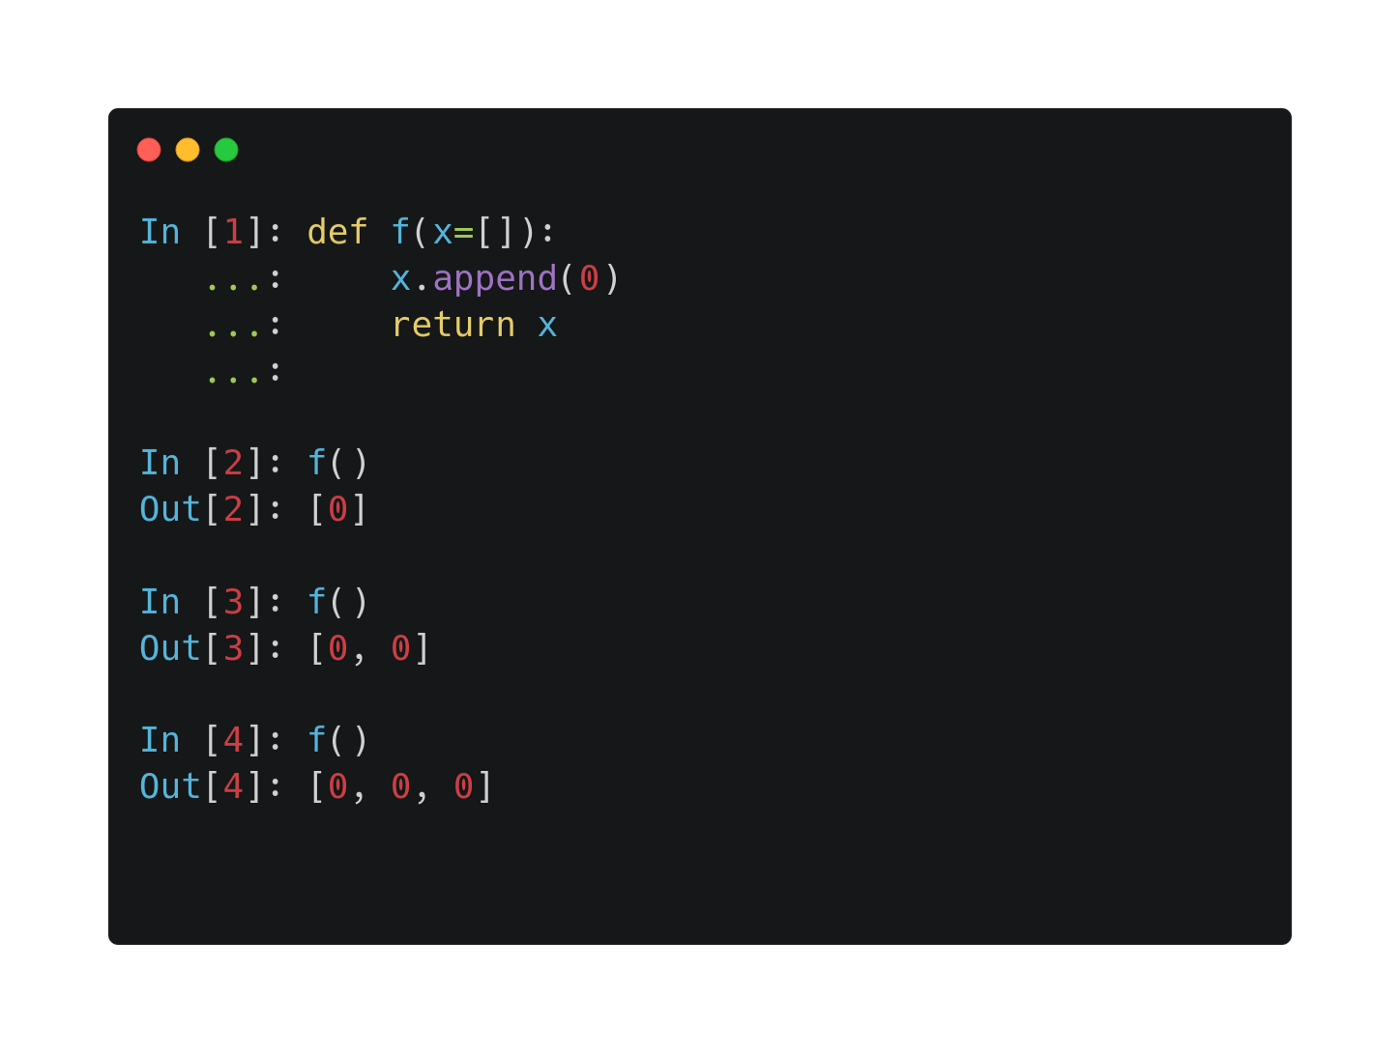 In [1]: def f(x=[]):
   ...:     x.append(0)
   ...:     return x
   ...:
In [2]: f()
Out[2]: [0]
In [3]: f()
Out[3]: [0, 0]
In [4]: f()
Out[4]: [0, 0, 0]